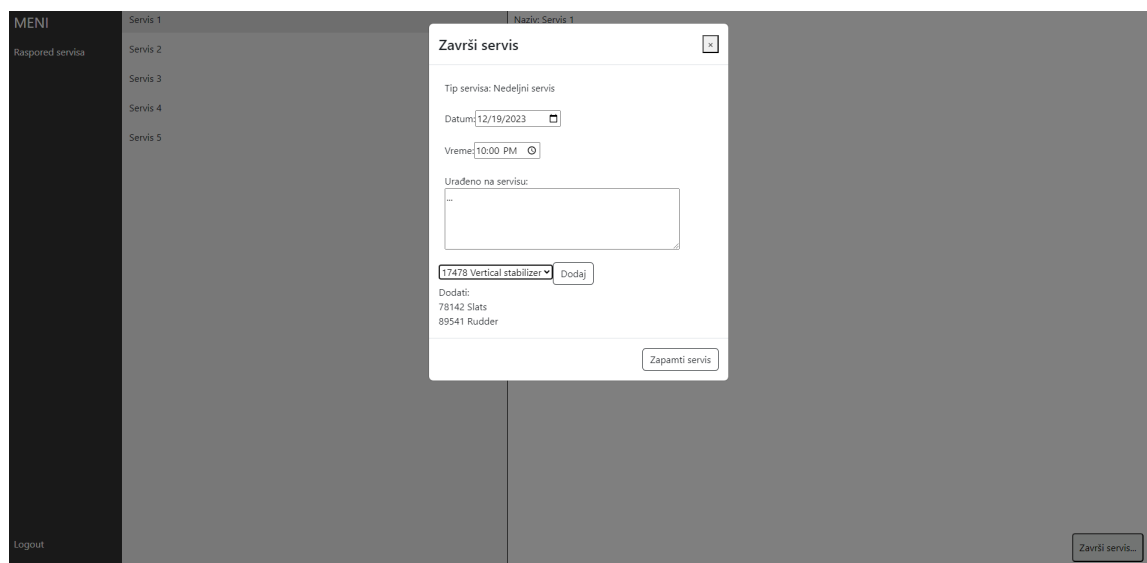 MENI
Raspored servisa
Logout
Servis 1
Servis 2
Servis 3
Servis 4
Servis 5
Naziv: Servis 1
Završi servis
×
Tip servisa: Nedeljni servis
Datum: 12/19/2023
Vreme: 10:00 PM
Urađeno na servisu:
...
17478 Vertical stabilizer Dodaj
Dodati:
78142 Slats
89541 Rudder
Zapamti servis
Završi servis...